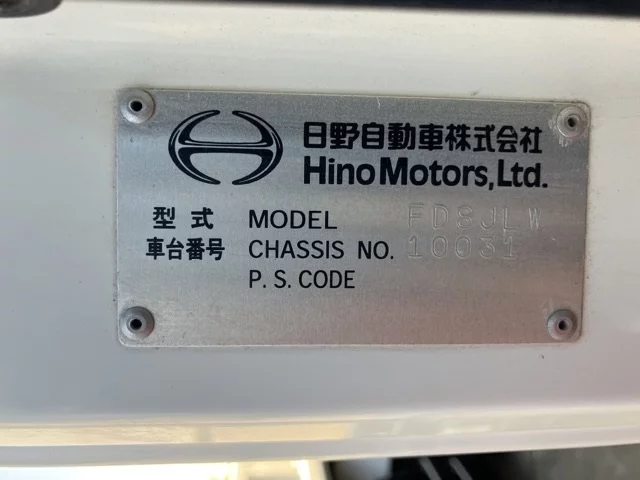 日野自動車株式会社
Hino Motors, Ltd.
型式 MODEL FD8JLW
車台番号 CHASSIS NO. 10031
P. S. CODE